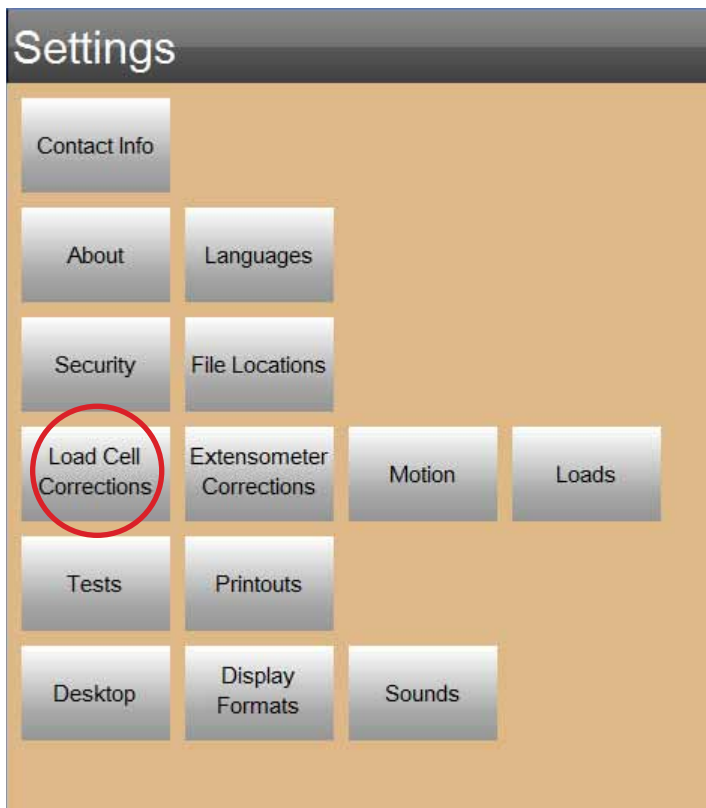 Settings
Contact Info
About
Languages
Security
File Locations
Load Cell
Corrections
Extensometer
Corrections
Motion
Loads
Tests
Printouts
Desktop
Display
Formats
Sounds